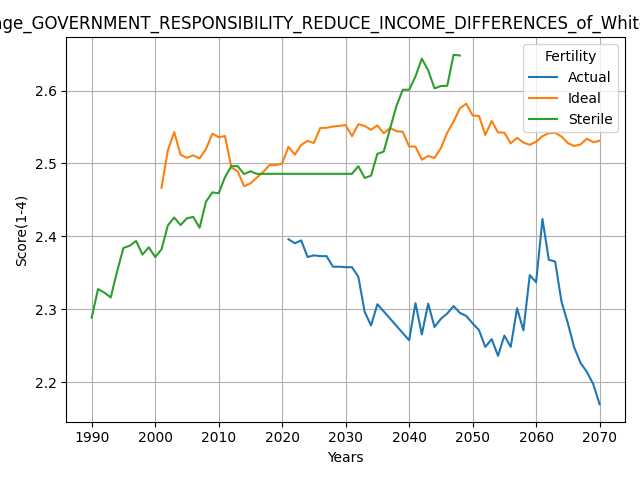 age_GOVERNMENT_RESPONSIBILITY_REDUCE_INCOME_DIFFERENCES_of_White
Fertility
Actual
Ideal
Sterile
Score(1-4)
2.6
2.5
2.4
2.3
2.2
1990 2000 2010 2020 2030 2040 2050 2060 2070
Years